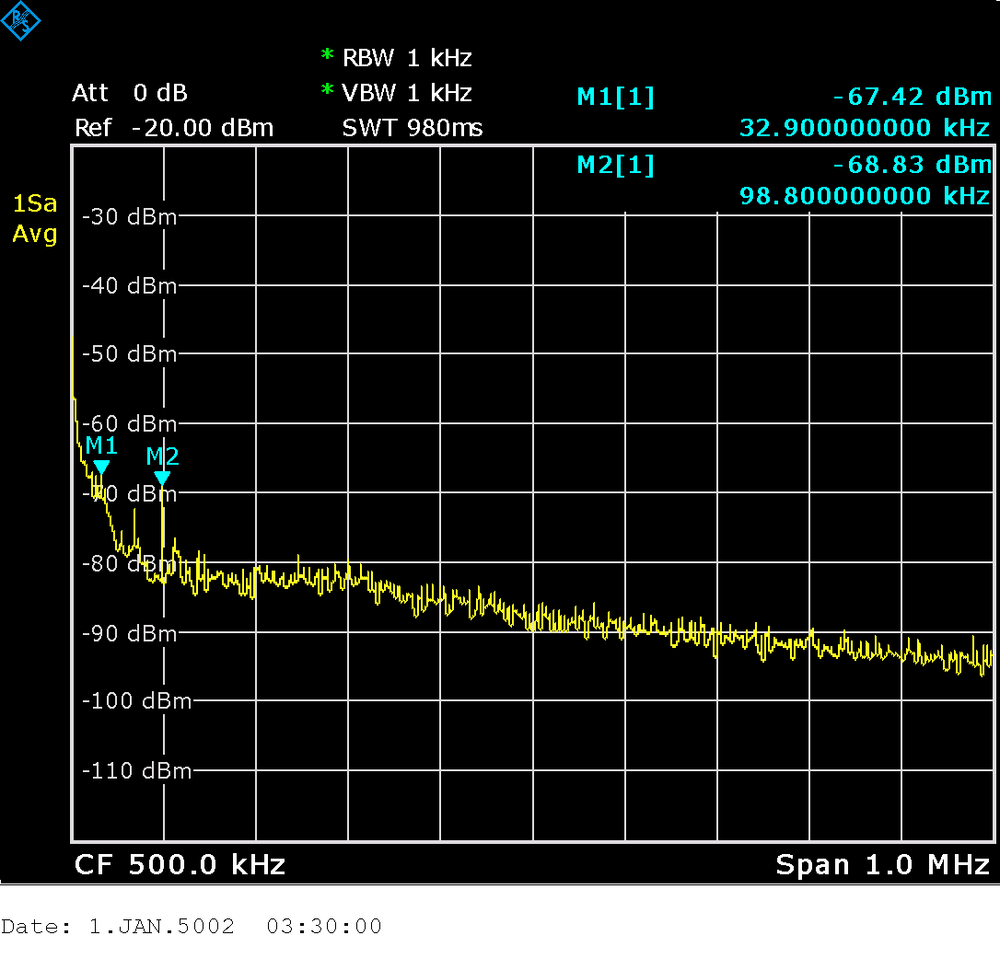 R&S
* RBW 1 kHz
Att 0 dB * VBW 1 kHz M1[1] -67.42 dBm
Ref -20.00 dBm SWT 980ms 32.900000000 kHz
M2[1] -68.83 dBm
98.800000000 kHz
1Sa
Avg
-30 dBm
-40 dBm
-50 dBm
-60 dBm
M1
M2
-70 dBm
-80 dBm
-90 dBm
-100 dBm
-110 dBm
CF 500.0 kHz Span 1.0 MHz
Date: 1.JAN.5002 03:30:00